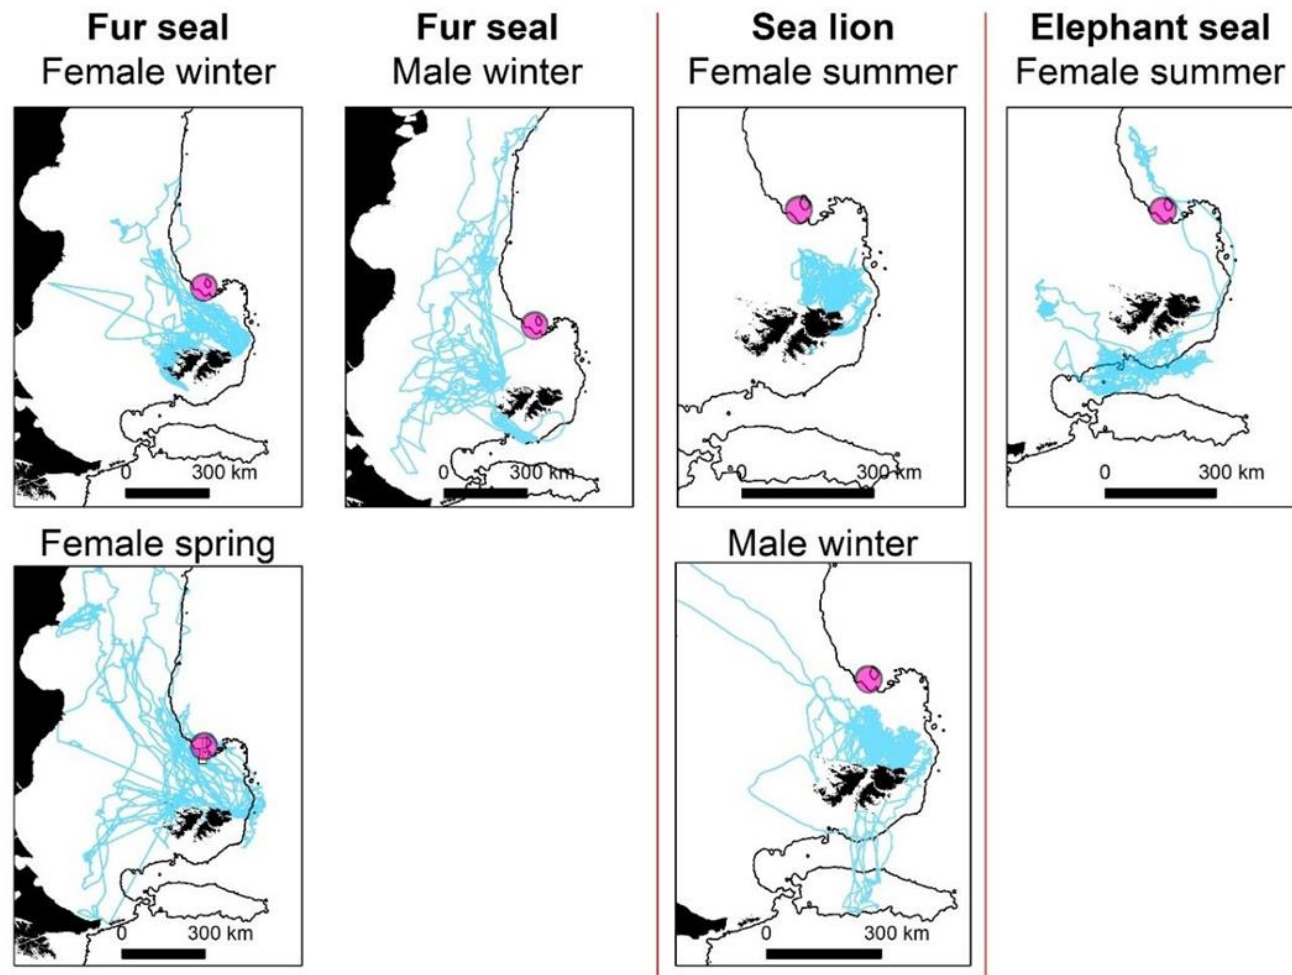 Fur seal
Female winter
Fur seal
Male winter
Sea lion
Female summer
Elephant seal
Female summer
0 300 km
0 300 km
0 300 km
0 300 km
Female spring
Male winter
0 300 km
0 300 km